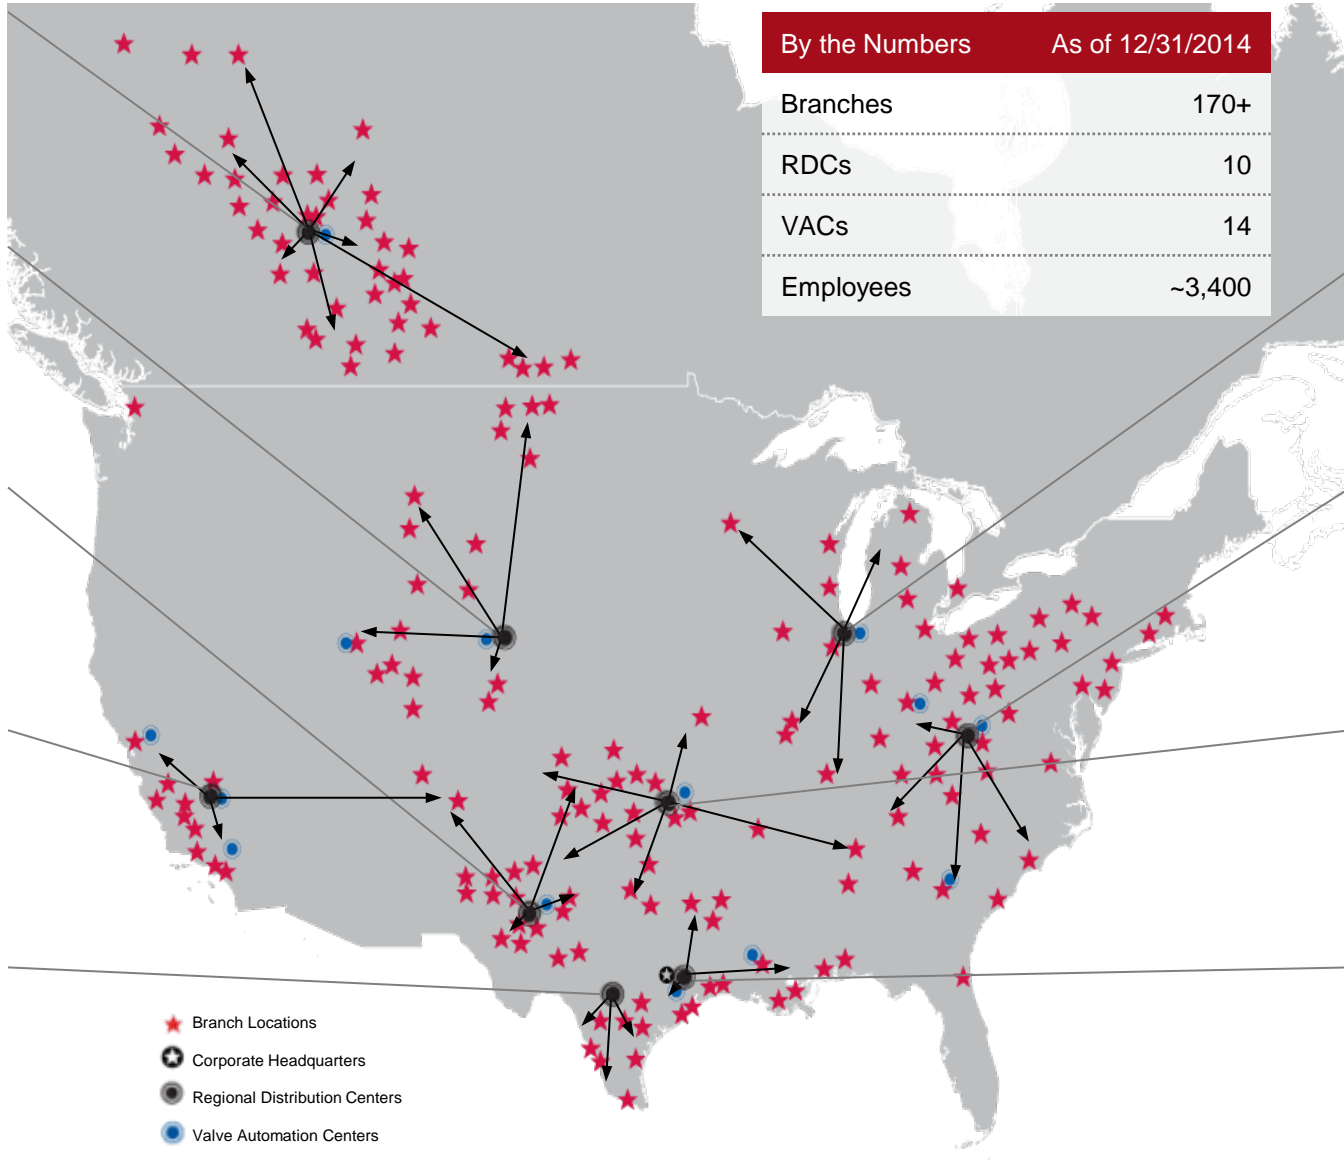 By the Numbers As of 12/31/2014
Branches 170+
RDCs 10
VACs 14
Employees ~3,400
Branch Locations
Corporate Headquarters
Regional Distribution Centers
Valve Automation Centers